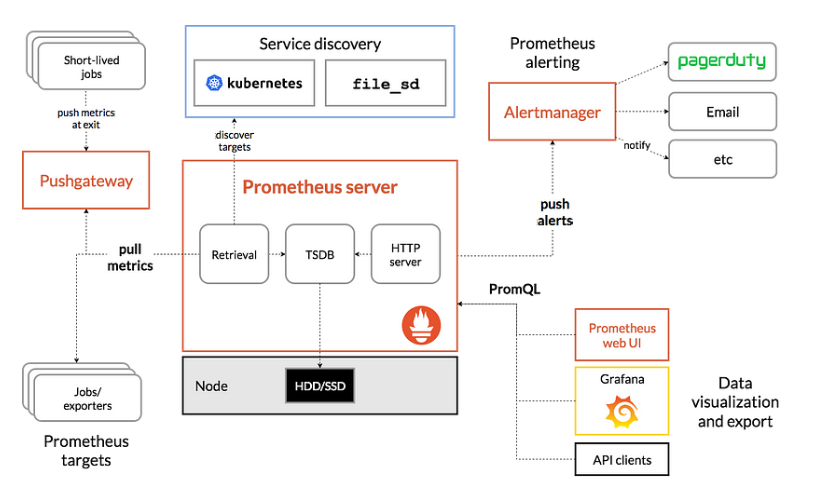 Short-lived
jobs
push metrics
at exit
Pushgateway
pull
metrics
Jobs/
exporters
Prometheus
targets
Service discovery
kubernetes
file_sd
discover
targets
Prometheus server
Retrieval
TSDB
HTTP
server
Node
HDD/SSD
Prometheus
alerting
Alertmanager
pagerduty
Email
etc
notify
push
alerts
PromQL
Prometheus
web UI
Grafana
API clients
Data
visualization
and export